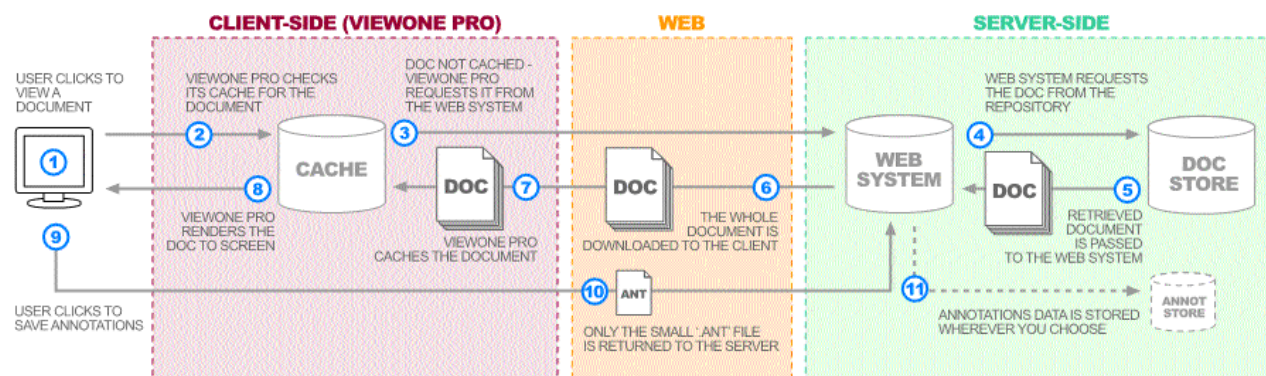 CLIENT-SIDE (VIEWONE PRO)
WEB
SERVER-SIDE
USER CLICKS TO
VIEW A
DOCUMENT
1
VIEWONE PRO CHECKS
ITS CACHE FOR THE
DOCUMENT
2
CACHE
DOC NOT CACHED -
VIEWONE PRO
REQUESTS IT FROM
THE WEB SYSTEM
3
WEB
SYSTEM
WEB SYSTEM REQUESTS
THE DOC FROM THE
REPOSITORY
4
DOC
STORE
DOC
5
RETRIEVED
DOCUMENT
IS PASSED
TO THE WEB SYSTEM
6
DOC
THE WHOLE
DOCUMENT IS
DOWNLOADED TO THE CLIENT
7
DOC
VIEWONE PRO
CACHES THE DOCUMENT
8
VIEWONE PRO
RENDERS THE
DOC TO SCREEN
9
USER CLICKS TO
SAVE ANNOTATIONS
10
ANT
ONLY THE SMALL '.ANT' FILE
IS RETURNED TO THE SERVER
11
ANNOTATIONS DATA IS STORED
WHEREVER YOU CHOOSE
ANNOT
STORE